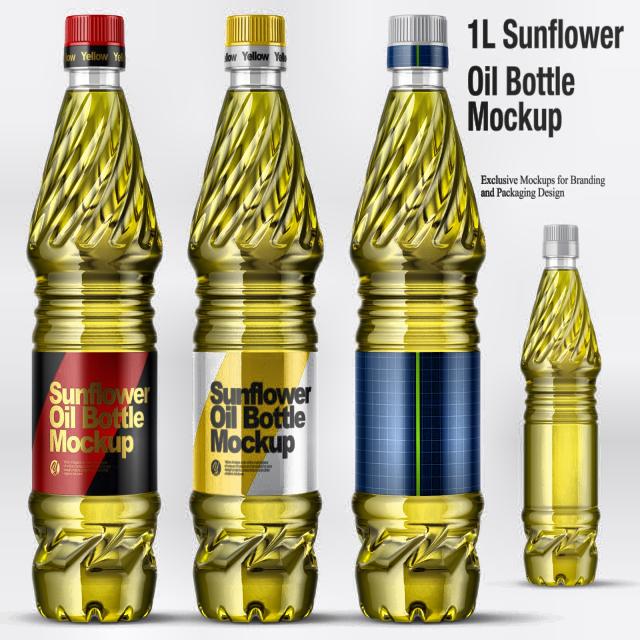 1L Sunflower
Oil Bottle
Mockup
Exclusive Mockups for Branding
and Packaging Design
Yellow
Yellow
Sunflower
Oil Bottle
Mockup
Sunflower
Oil Bottle
Mockup